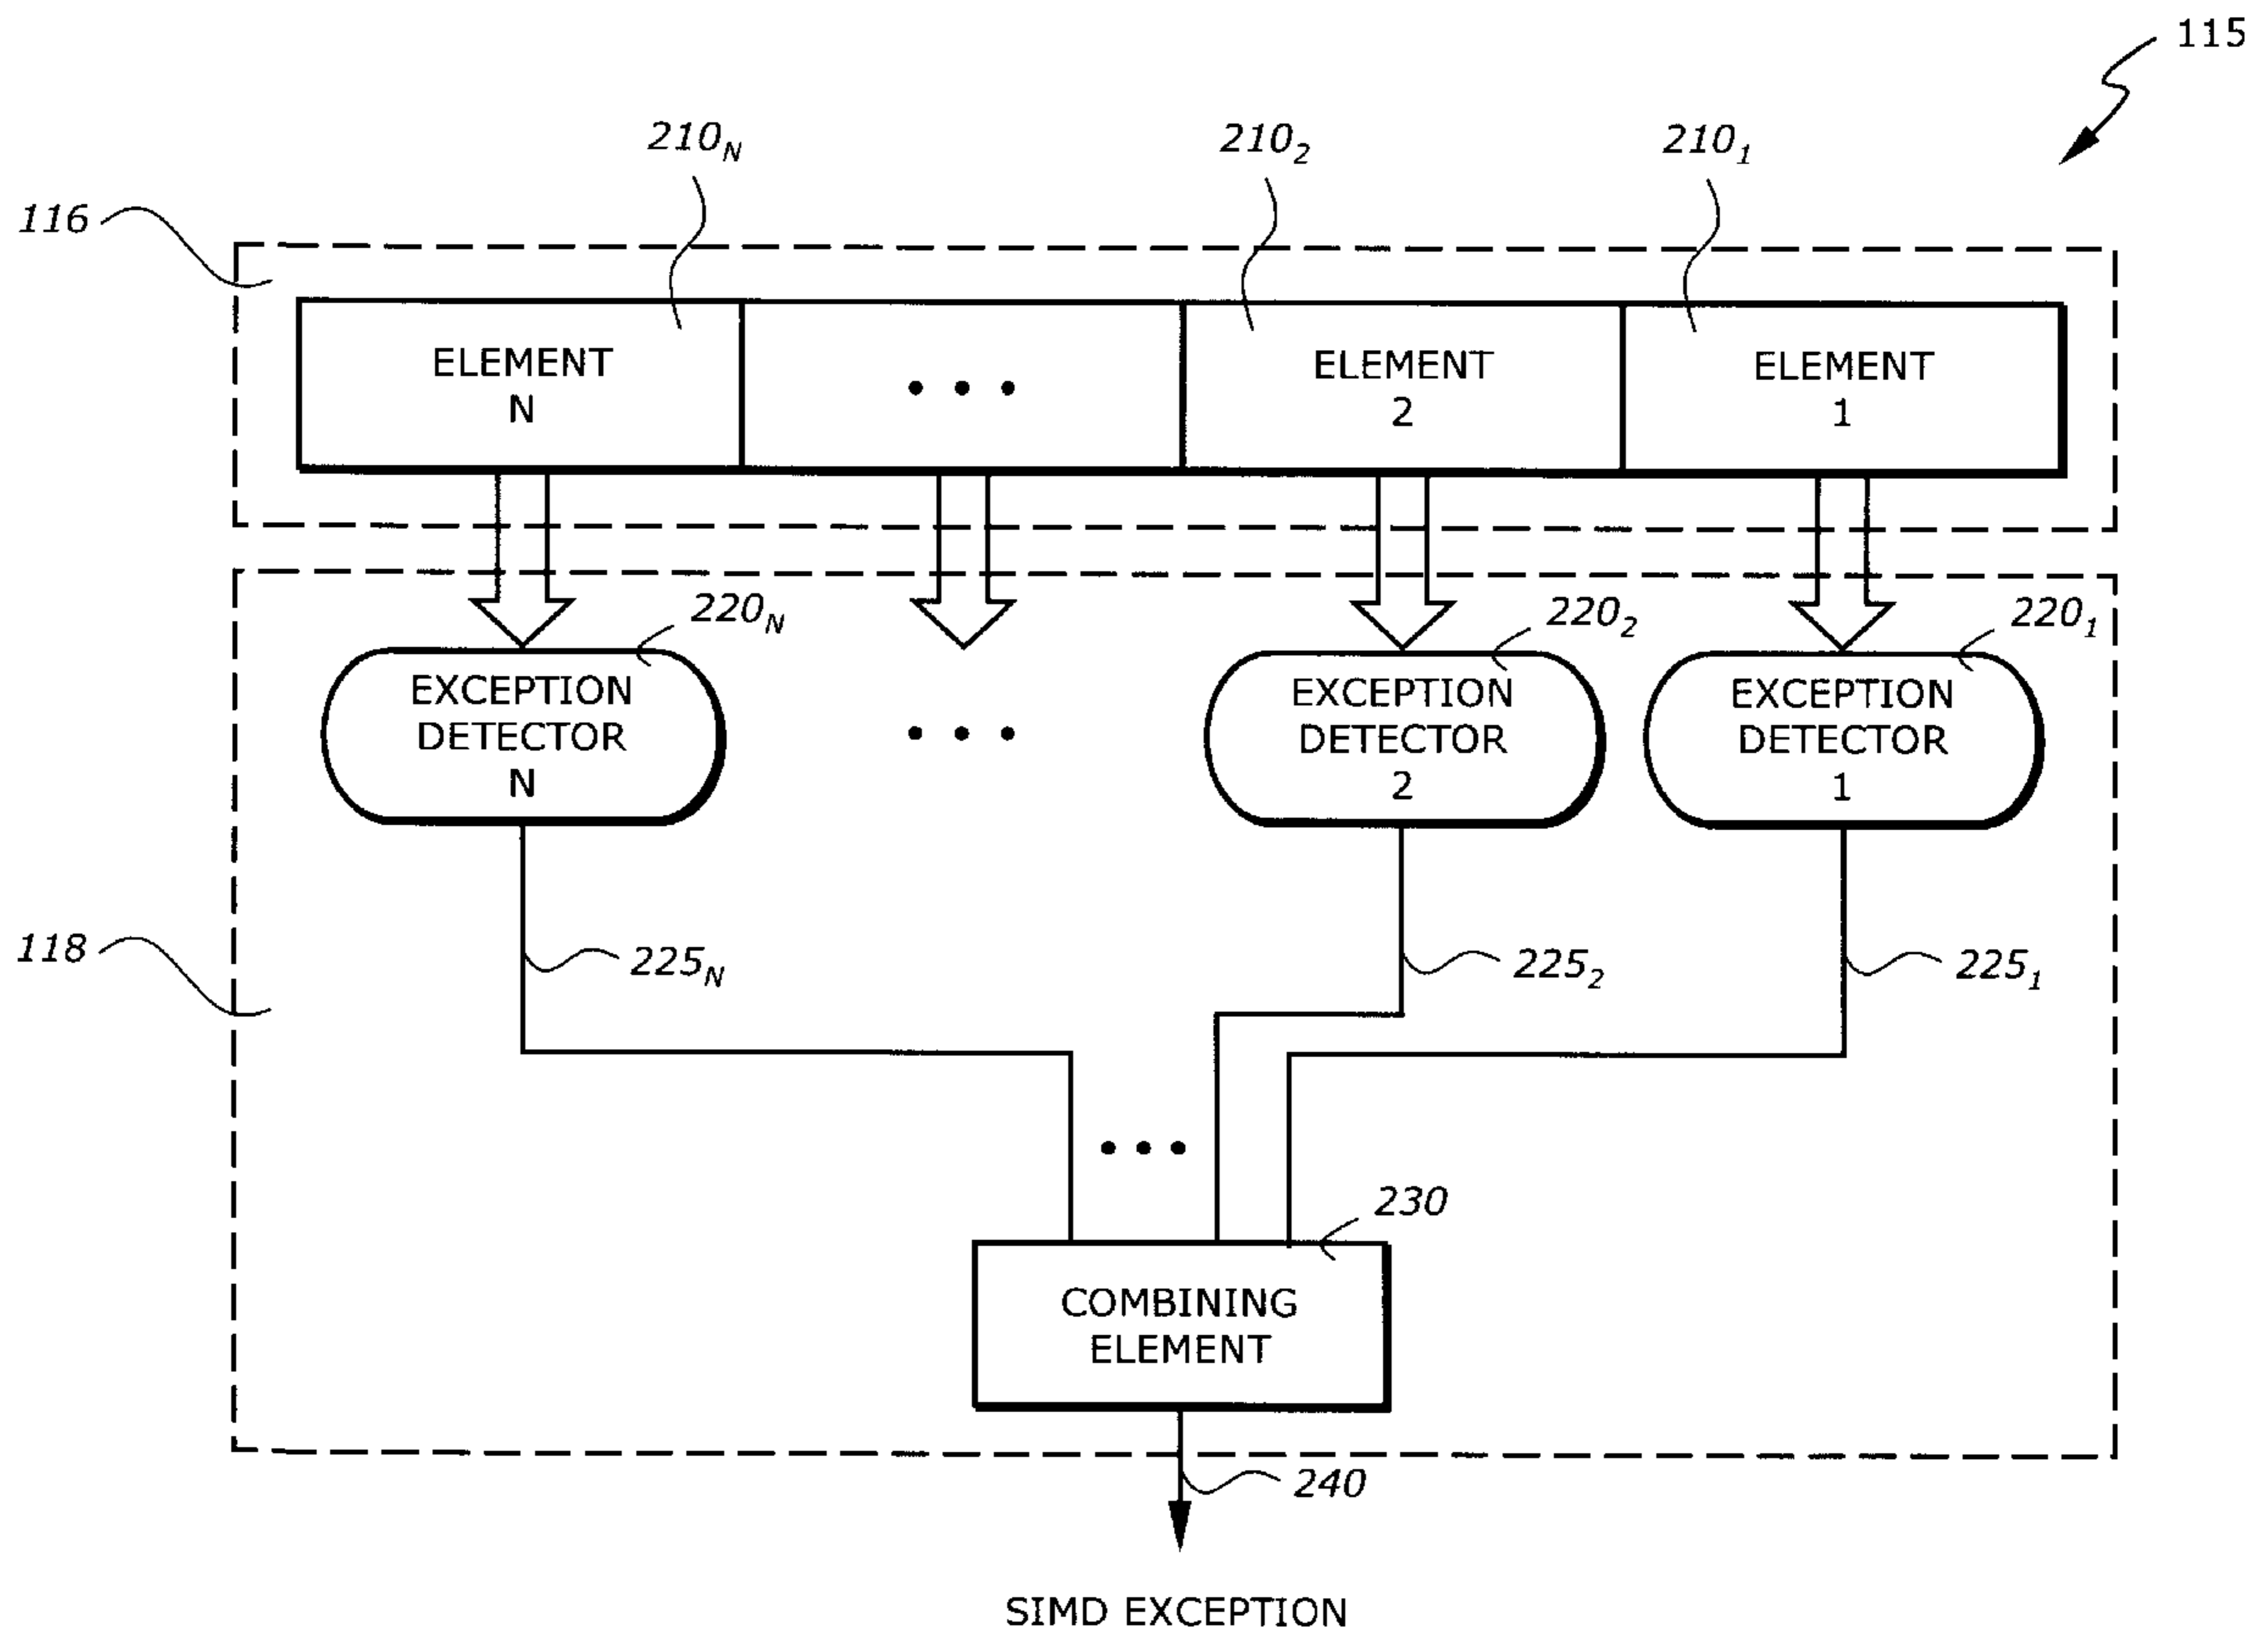 115
210N
2102
2101
116
ELEMENT
N
• • •
ELEMENT
2
ELEMENT
1
220N
2202
2201
EXCEPTION
DETECTOR
N
• • •
EXCEPTION
DETECTOR
2
EXCEPTION
DETECTOR
1
118
225N
2252
2251
• • •
230
COMBINING
ELEMENT
240
SIMD EXCEPTION